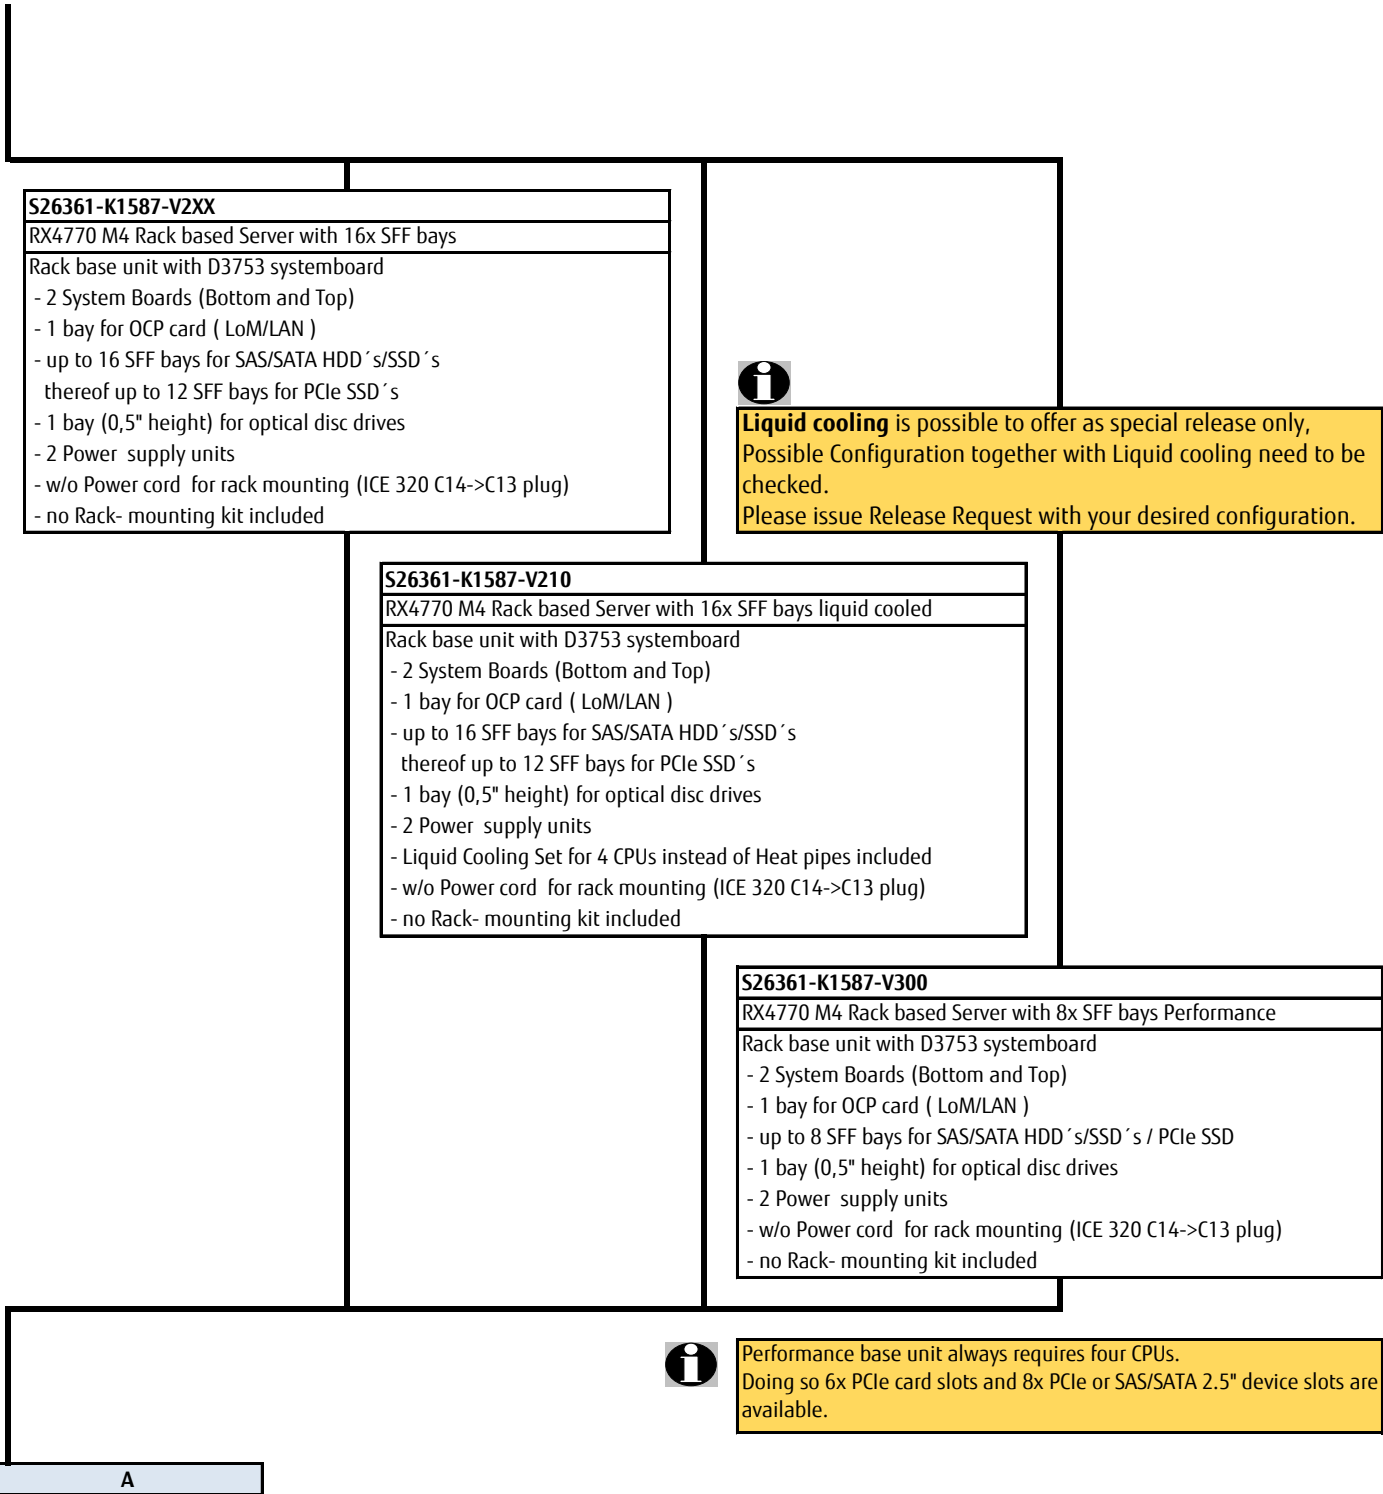 S26361-K1587-V2XX
RX4770 M4 Rack based Server with 16x SFF bays
Rack base unit with D3753 systemboard
- 2 System Boards (Bottom and Top)
- 1 bay for OCP card ( LoM/LAN )
- up to 16 SFF bays for SAS/SATA HDD´s/SSD´s
thereof up to 12 SFF bays for PCIe SSD´s
- 1 bay (0,5" height) for optical disc drives
- 2 Power supply units
- w/o Power cord for rack mounting (ICE 320 C14->C13 plug)
- no Rack- mounting kit included
Liquid cooling is possible to offer as special release only,
Possible Configuration together with Liquid cooling need to be
checked.
Please issue Release Request with your desired configuration.
S26361-K1587-V210
RX4770 M4 Rack based Server with 16x SFF bays liquid cooled
Rack base unit with D3753 systemboard
- 2 System Boards (Bottom and Top)
- 1 bay for OCP card ( LoM/LAN )
- up to 16 SFF bays for SAS/SATA HDD´s/SSD´s
thereof up to 12 SFF bays for PCIe SSD´s
- 1 bay (0,5" height) for optical disc drives
- 2 Power supply units
- Liquid Cooling Set for 4 CPUs instead of Heat pipes included
- w/o Power cord for rack mounting (ICE 320 C14->C13 plug)
- no Rack- mounting kit included
S26361-K1587-V300
RX4770 M4 Rack based Server with 8x SFF bays Performance
Rack base unit with D3753 systemboard
- 2 System Boards (Bottom and Top)
- 1 bay for OCP card ( LoM/LAN )
- up to 8 SFF bays for SAS/SATA HDD´s/SSD´s / PCIe SSD
- 1 bay (0,5" height) for optical disc drives
- 2 Power supply units
- w/o Power cord for rack mounting (ICE 320 C14->C13 plug)
- no Rack- mounting kit included
Performance base unit always requires four CPUs.
Doing so 6x PCIe card slots and 8x PCIe or SAS/SATA 2.5" device slots are
available.
A